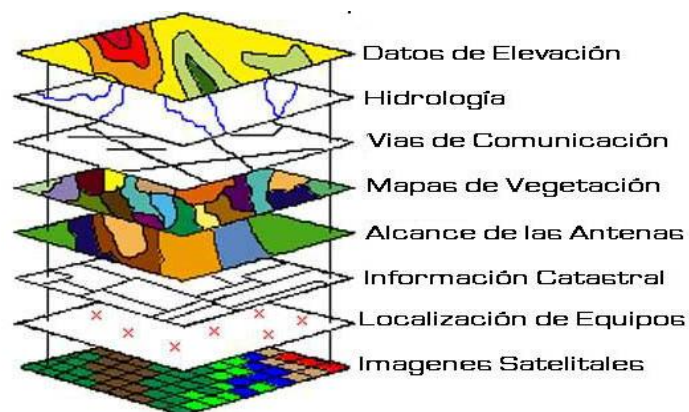 Datos de Elevación
Hidrología
Vias de Comunicación
Mapas de Vegetación
Alcance de las Antenas
Información Catastral
Localización de Equipos
Imagenes Satelitales